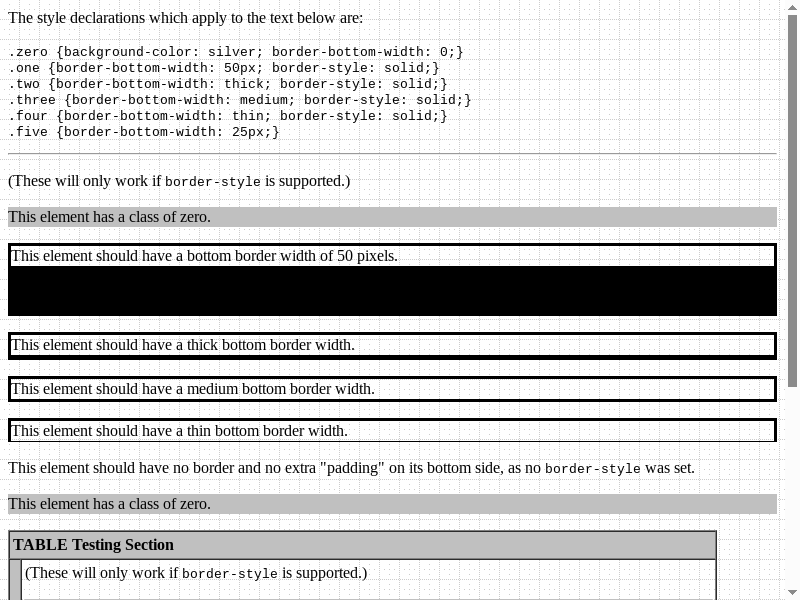 The style declarations which apply to the text below are:
.zero {background-color: silver; border-bottom-width: 0;}
.one {border-bottom-width: 50px; border-style: solid;}
.two {border-bottom-width: thick; border-style: solid;}
.three {border-bottom-width: medium; border-style: solid;}
.four {border-bottom-width: thin; border-style: solid;}
.five {border-bottom-width: 25px;}
(These will only work if border-style is supported.)
This element has a class of zero.
This element should have a bottom border width of 50 pixels.
This element should have a thick bottom border width.
This element should have a medium bottom border width.
This element should have a thin bottom border width.
This element should have no border and no extra "padding" on its bottom side, as no border-style was set.
This element has a class of zero.
TABLE Testing Section
(These will only work if border-style is supported.)